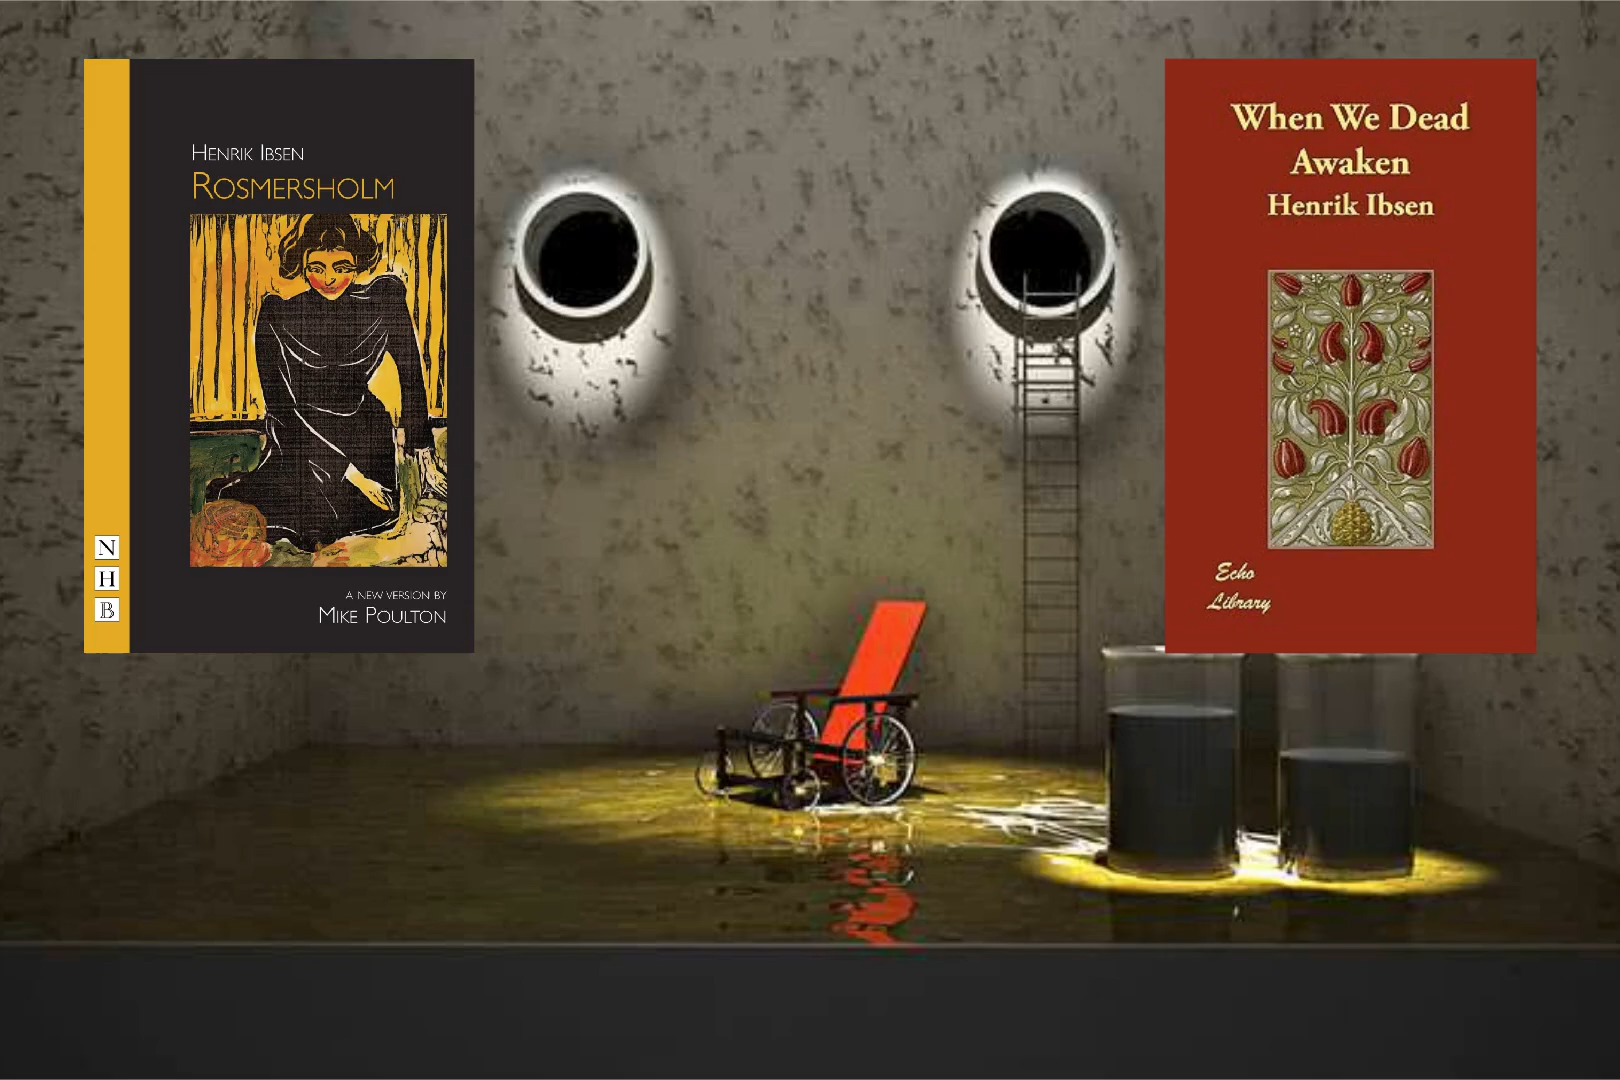 HENRIK IBSEN
ROSMERSHOLM
N
H
B
A NEW VERSION BY
MIKE POULTON
When We Dead
Awaken
Henrik Ibsen
Echo
Library